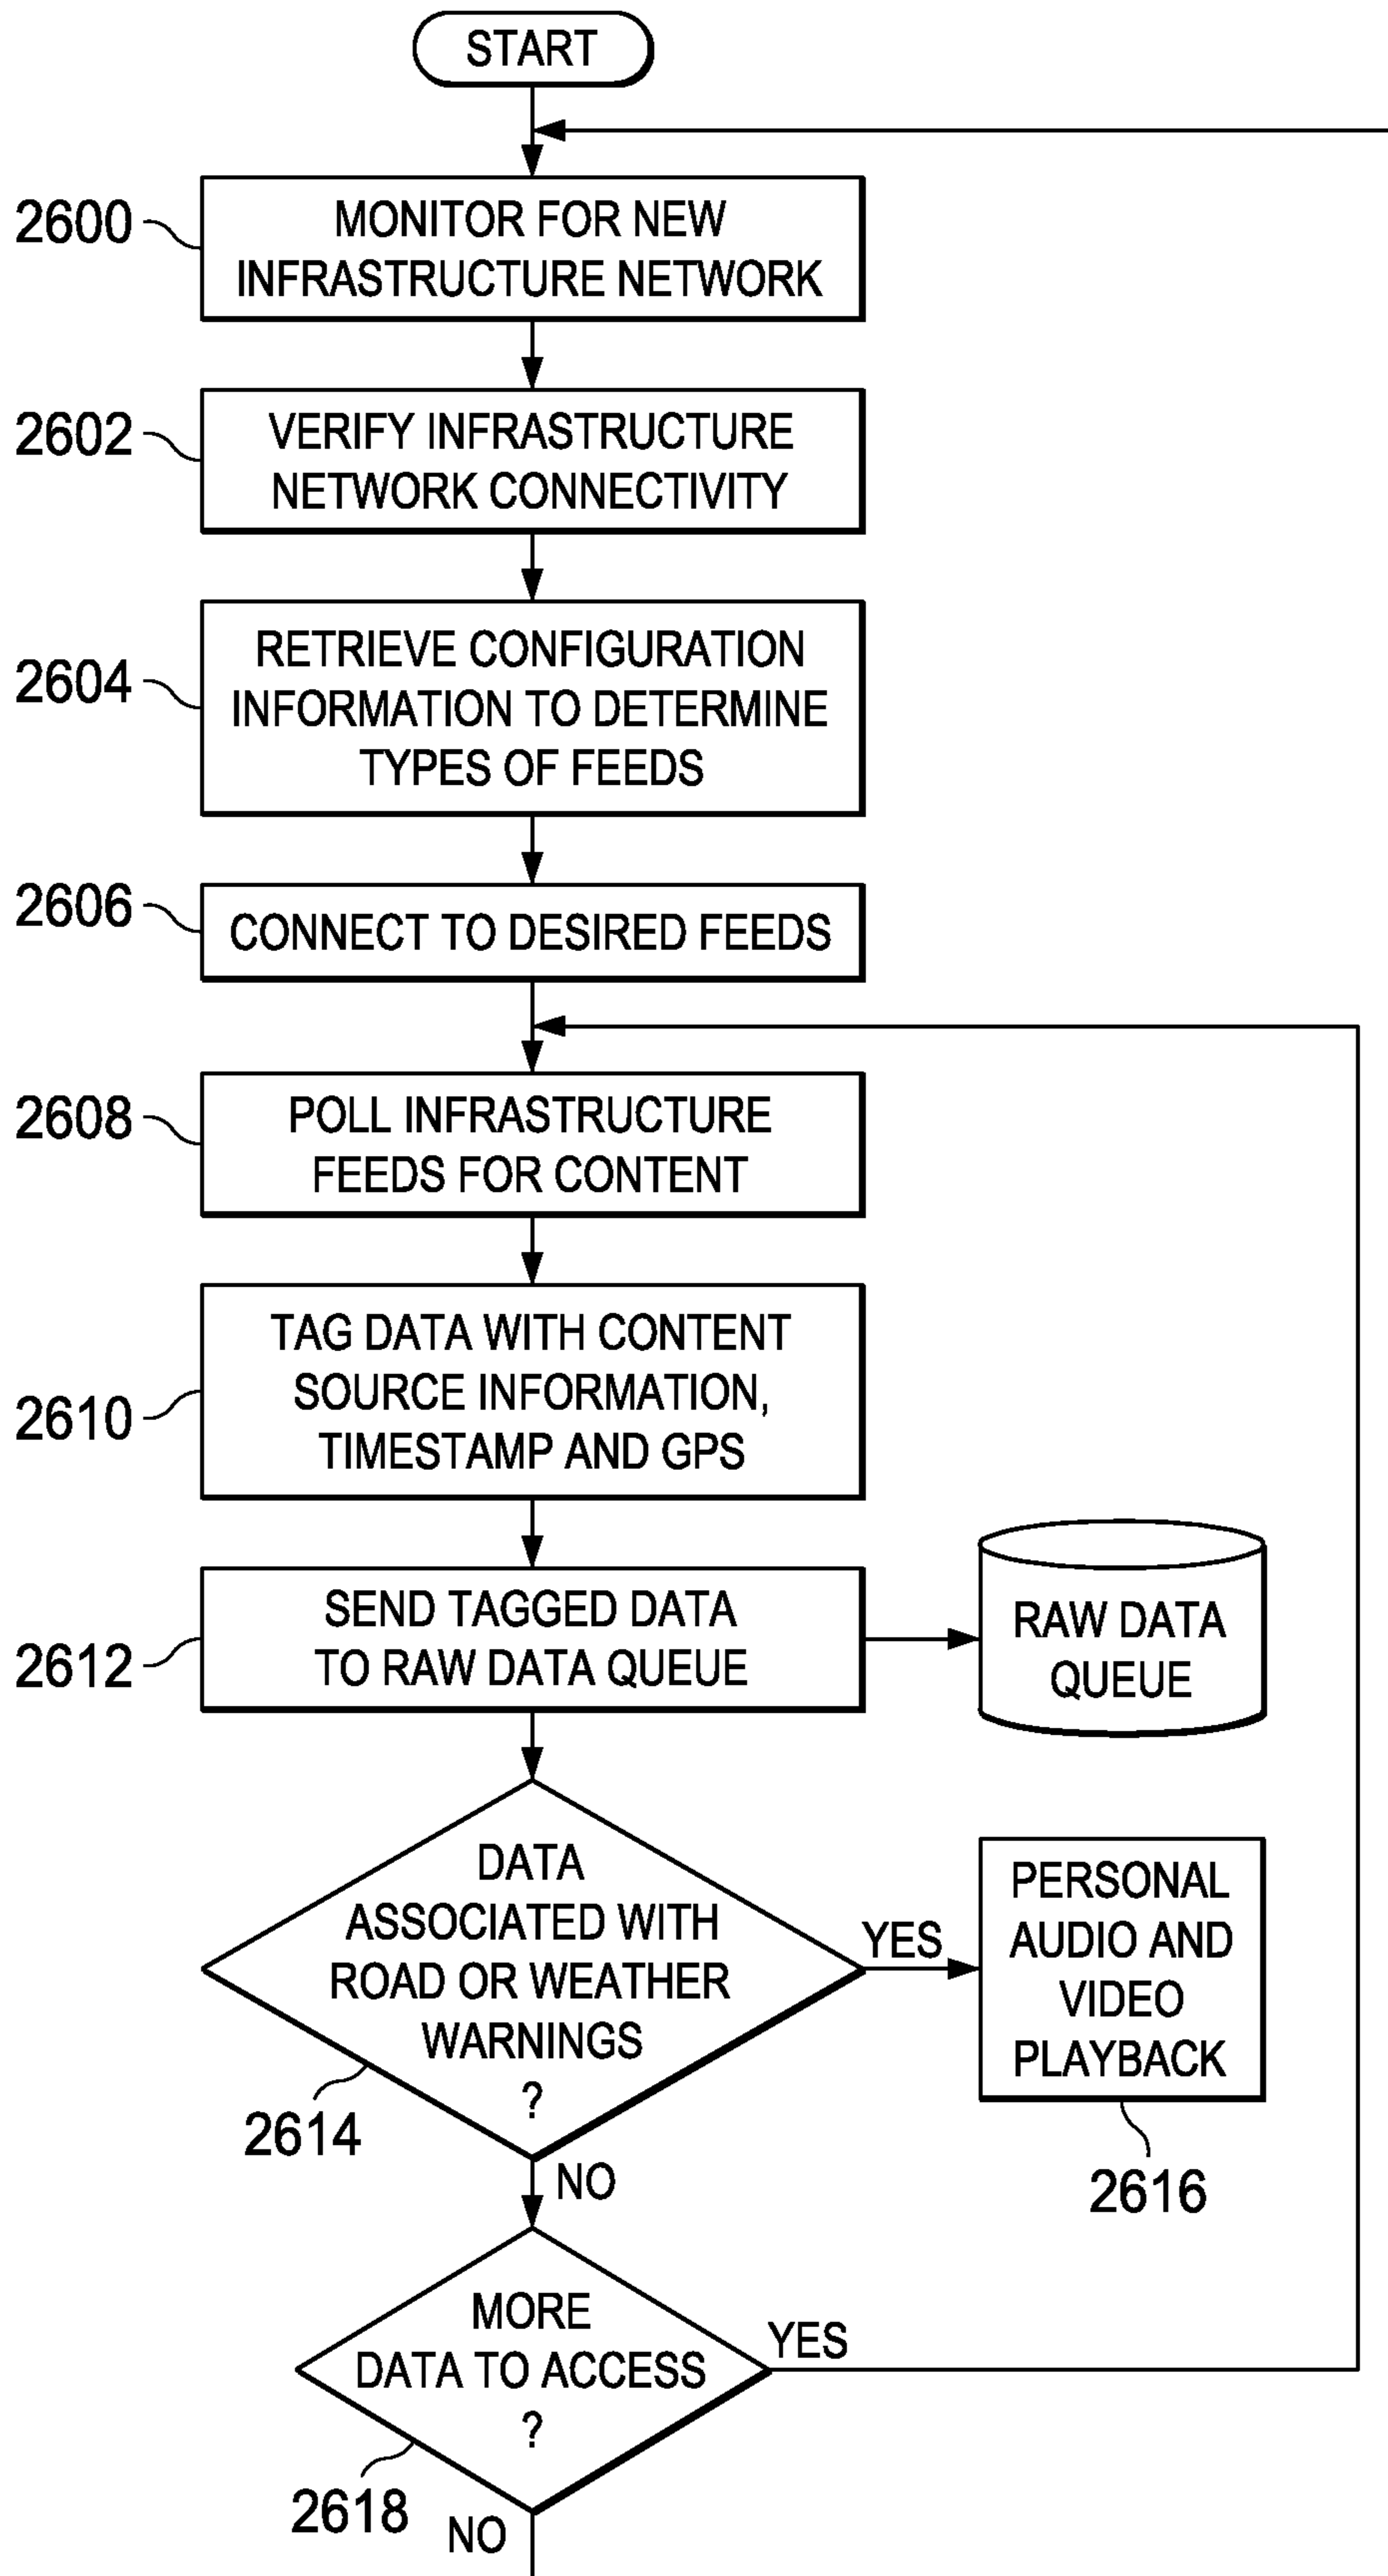 START
2600
MONITOR FOR NEW
INFRASTRUCTURE NETWORK
2602
VERIFY INFRASTRUCTURE
NETWORK CONNECTIVITY
2604
RETRIEVE CONFIGURATION
INFORMATION TO DETERMINE
TYPES OF FEEDS
2606
CONNECT TO DESIRED FEEDS
2608
POLL INFRASTRUCTURE
FEEDS FOR CONTENT
2610
TAG DATA WITH CONTENT
SOURCE INFORMATION,
TIMESTAMP AND GPS
2612
SEND TAGGED DATA
TO RAW DATA QUEUE
RAW DATA
QUEUE
DATA
ASSOCIATED WITH
ROAD OR WEATHER
WARNINGS
?
2614
YES
PERSONAL
AUDIO AND
VIDEO
PLAYBACK
2616
NO
MORE
DATA TO ACCESS
?
2618
YES
NO